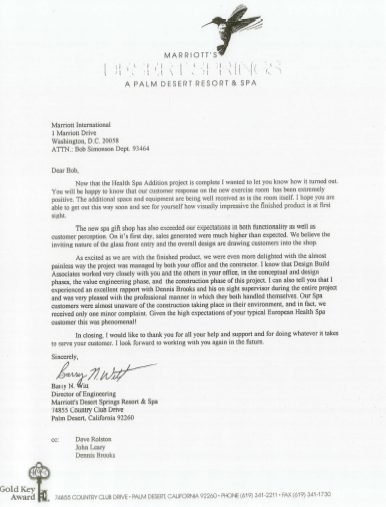 MARRIOTT'S
DESERT SPRINGS
A PALM DESERT RESORT & SPA
Marriott International
1 Marriott Drive
Washington, D.C. 20058
ATTN.: Bob Simonson Dept. 93464
Dear Bob,
Now that the Health Spa Addition project is complete I wanted to let you know how it turned out.
You will be happy to know that our customer response on the new exercise room has been extremely
positive. The additional space and equipment are being well received as is the room itself. I hope you are
able to get out this way soon and see for yourself how visually impressive the finished product is at first
sight.
The new spa gift shop has also exceeded our expectations in both functionality as well as
customer perception. On it's first day, sales generated were much higher than expected. We believe the
inviting nature of the glass front entry and the overall design are drawing customers into the shop.
As excited as we are with the finished product, we were even more delighted with the almost
painless way the project was managed by both your office and the contractor. I know that Design Build
Associates worked very closely with you and the others in your office, in the conceptual and design
phases, the value engineering phase, and the construction phase of this project. I can also tell you that I
experienced an excellent rapport with Dennis Brooks and his on sight supervisor during the entire project
and was very pleased with the professional manner in which they both handled themselves. Our Spa
customers were almost unaware of the construction taking place in their environment, and in fact, we
received only one minor complaint. Given the high expectations of your typical European Health Spa
customer this was phenomenal!
In closing, I would like to thank you for all your help and support and for doing whatever it takes
to serve your customer. I look forward to working with you again in the future.
Sincerely,
Barry N. Witt
Barry N. Witt
Director of Engineering
Marriott's Desert Springs Resort & Spa
74855 Country Club Drive
Palm Desert, California 92260
cc: Dave Rolston
John Leary
Dennis Brooks
Gold Key
Award
74855 COUNTRY CLUB DRIVE • PALM DESERT, CALIFORNIA 92260 • PHONE (619) 341-2211 • FAX (619) 341-1730